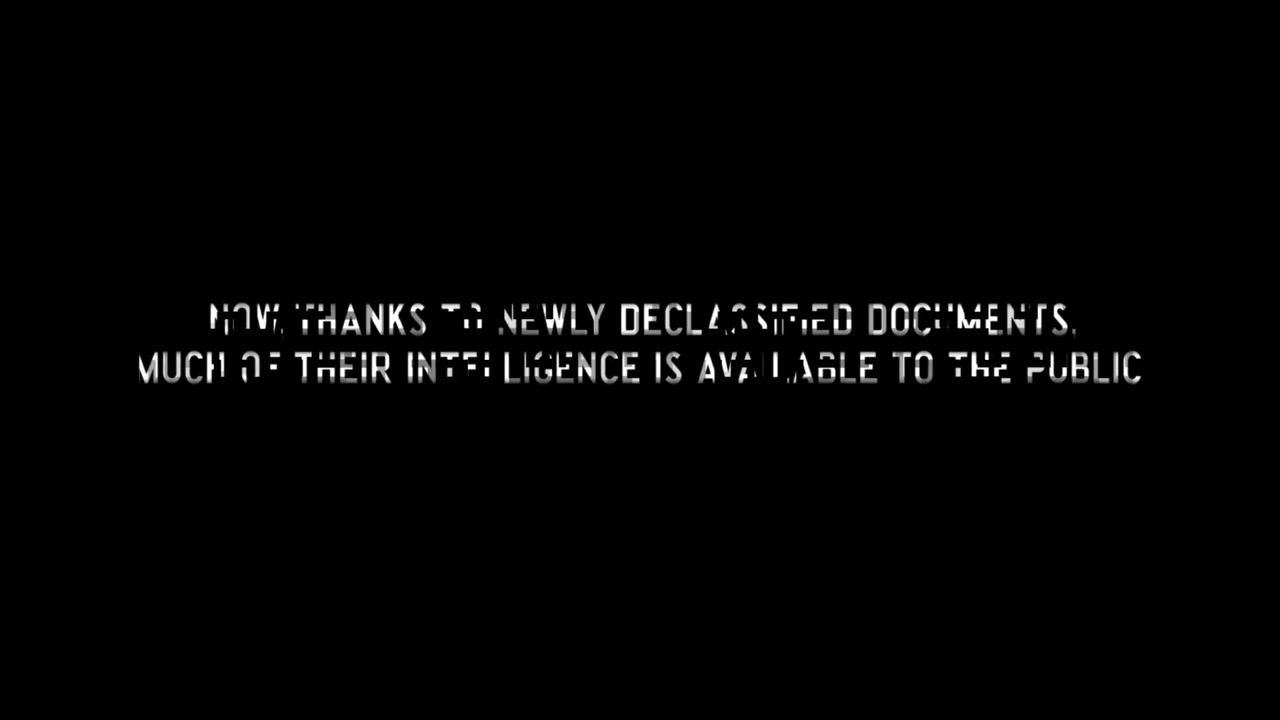 NOW, THANKS TO NEWLY DECLASSIFIED DOCUMENTS,
MUCH OF THEIR INTELLIGENCE IS AVAILABLE TO THE PUBLIC